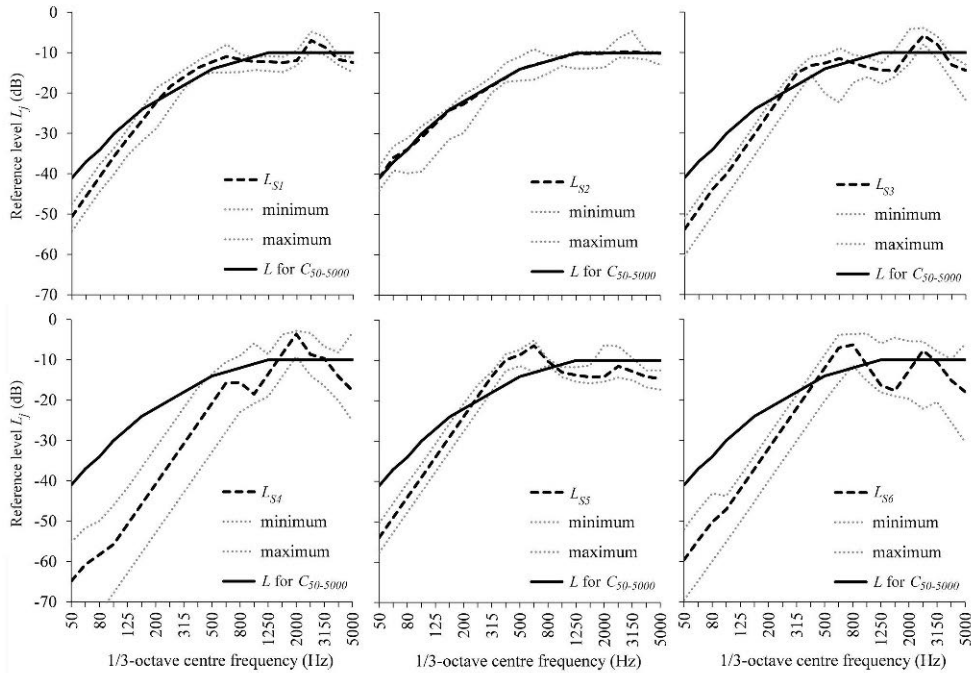 Reference level Lj (dB)
0
-10
-20
-30
-40
-50
-60
-70
LS1
minimum
maximum
L for C50-5000
LS2
minimum
maximum
L for C50-5000
LS3
minimum
maximum
L for C50-5000
Reference level Lj (dB)
0
-10
-20
-30
-40
-50
-60
-70
LS4
minimum
maximum
L for C50-5000
LS5
minimum
maximum
L for C50-5000
LS6
minimum
maximum
L for C50-5000
50 80 125 200 315 500 800 1250 2000 3150 5000
50 80 125 200 315 500 800 1250 2000 3150 5000
50 80 125 200 315 500 800 1250 2000 3150 5000
1/3-octave centre frequency (Hz)
1/3-octave centre frequency (Hz)
1/3-octave centre frequency (Hz)